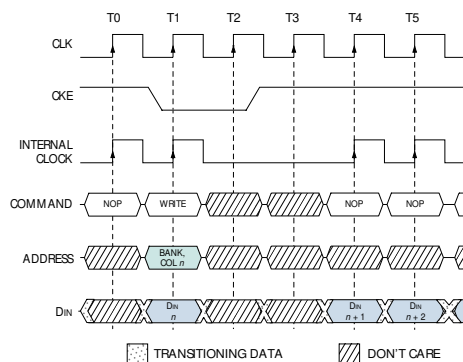 T0 T1 T2 T3 T4 T5
CLK
CKE
INTERNAL
CLOCK
COMMAND NOP WRITE NOP NOP
ADDRESS BANK,
COL n
DIN DIN
n DIN
n + 1 DIN
n + 2
TRANSITIONING DATA DON'T CARE